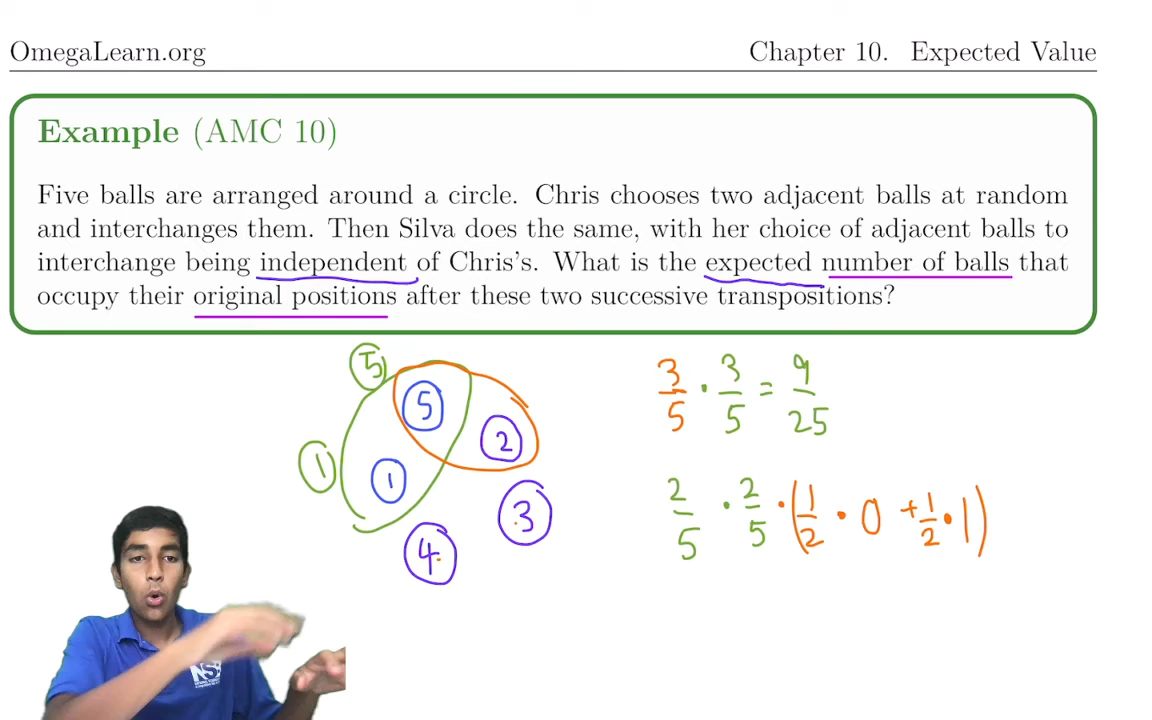 OmegaLearn.org Chapter 10. Expected Value
Example (AMC 10)
Five balls are arranged around a circle. Chris chooses two adjacent balls at random
and interchanges them. Then Silva does the same, with her choice of adjacent balls to
interchange being independent of Chris's. What is the expected number of balls that
occupy their original positions after these two successive transpositions?
5
5
2
1
1
3
4
3/5 · 3/5 = 9/25
2/5 · 2/5 · (1/2 · 0 + 1/2 · 1)